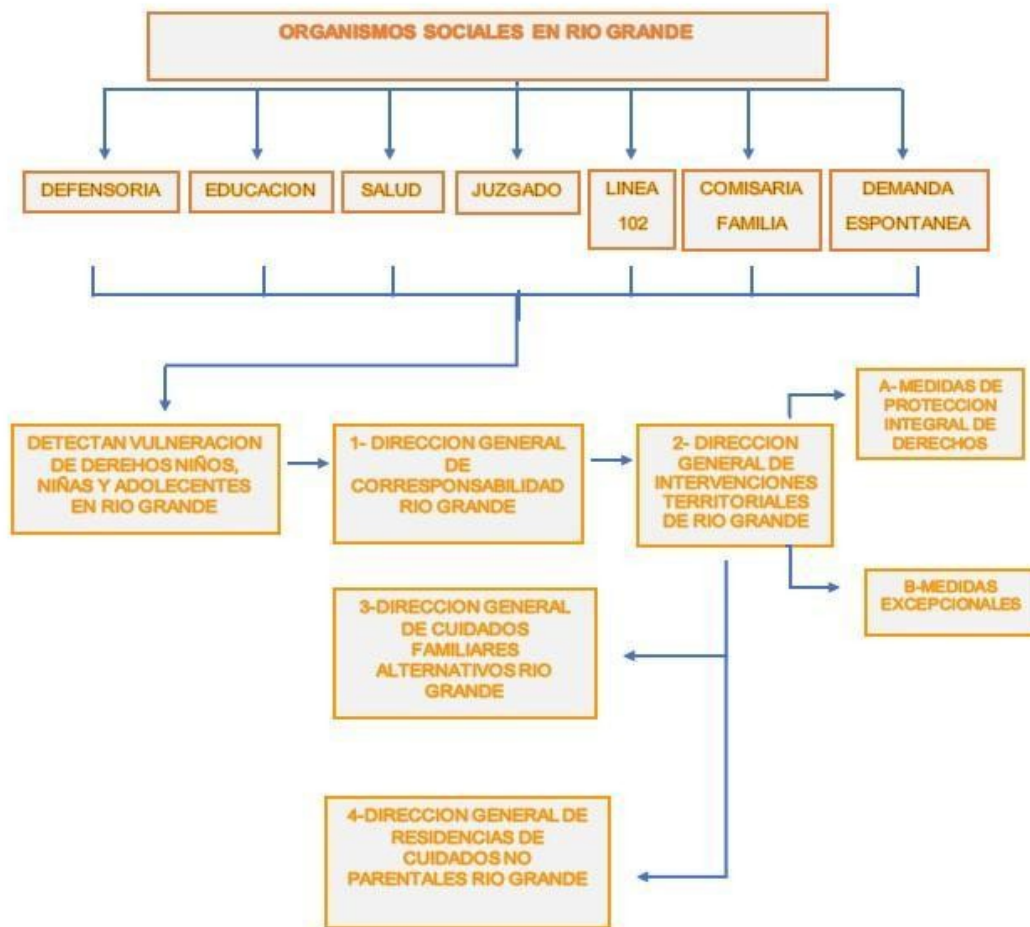 ORGANISMOS SOCIALES EN RIO GRANDE
DEFENSORIA
EDUCACION
SALUD
JUZGADO
LINEA
102
COMISARIA
FAMILIA
DEMANDA
ESPONTANEA
DETECTAN VULNERACION
DE DEREHOS NIÑOS,
NIÑAS Y ADOLECENTES
EN RIO GRANDE
1- DIRECCION GENERAL
DE
CORRESPONSABILIDAD
RIO GRANDE
2- DIRECCION
GENERAL DE
INTERVENCIONES
TERRITORIALES
DE RIO GRANDE
A- MEDIDAS DE
PROTECCION
INTEGRAL DE
DERECHOS
B-MEDIDAS
EXCEPCIONALES
3-DIRECCION GENERAL
DE CUIDADOS
FAMILIARES
ALTERNATIVOS RIO
GRANDE
4-DIRECCION GENERAL DE
RESIDENCIAS DE
CUIDADOS NO
PARENTALES RIO GRANDE